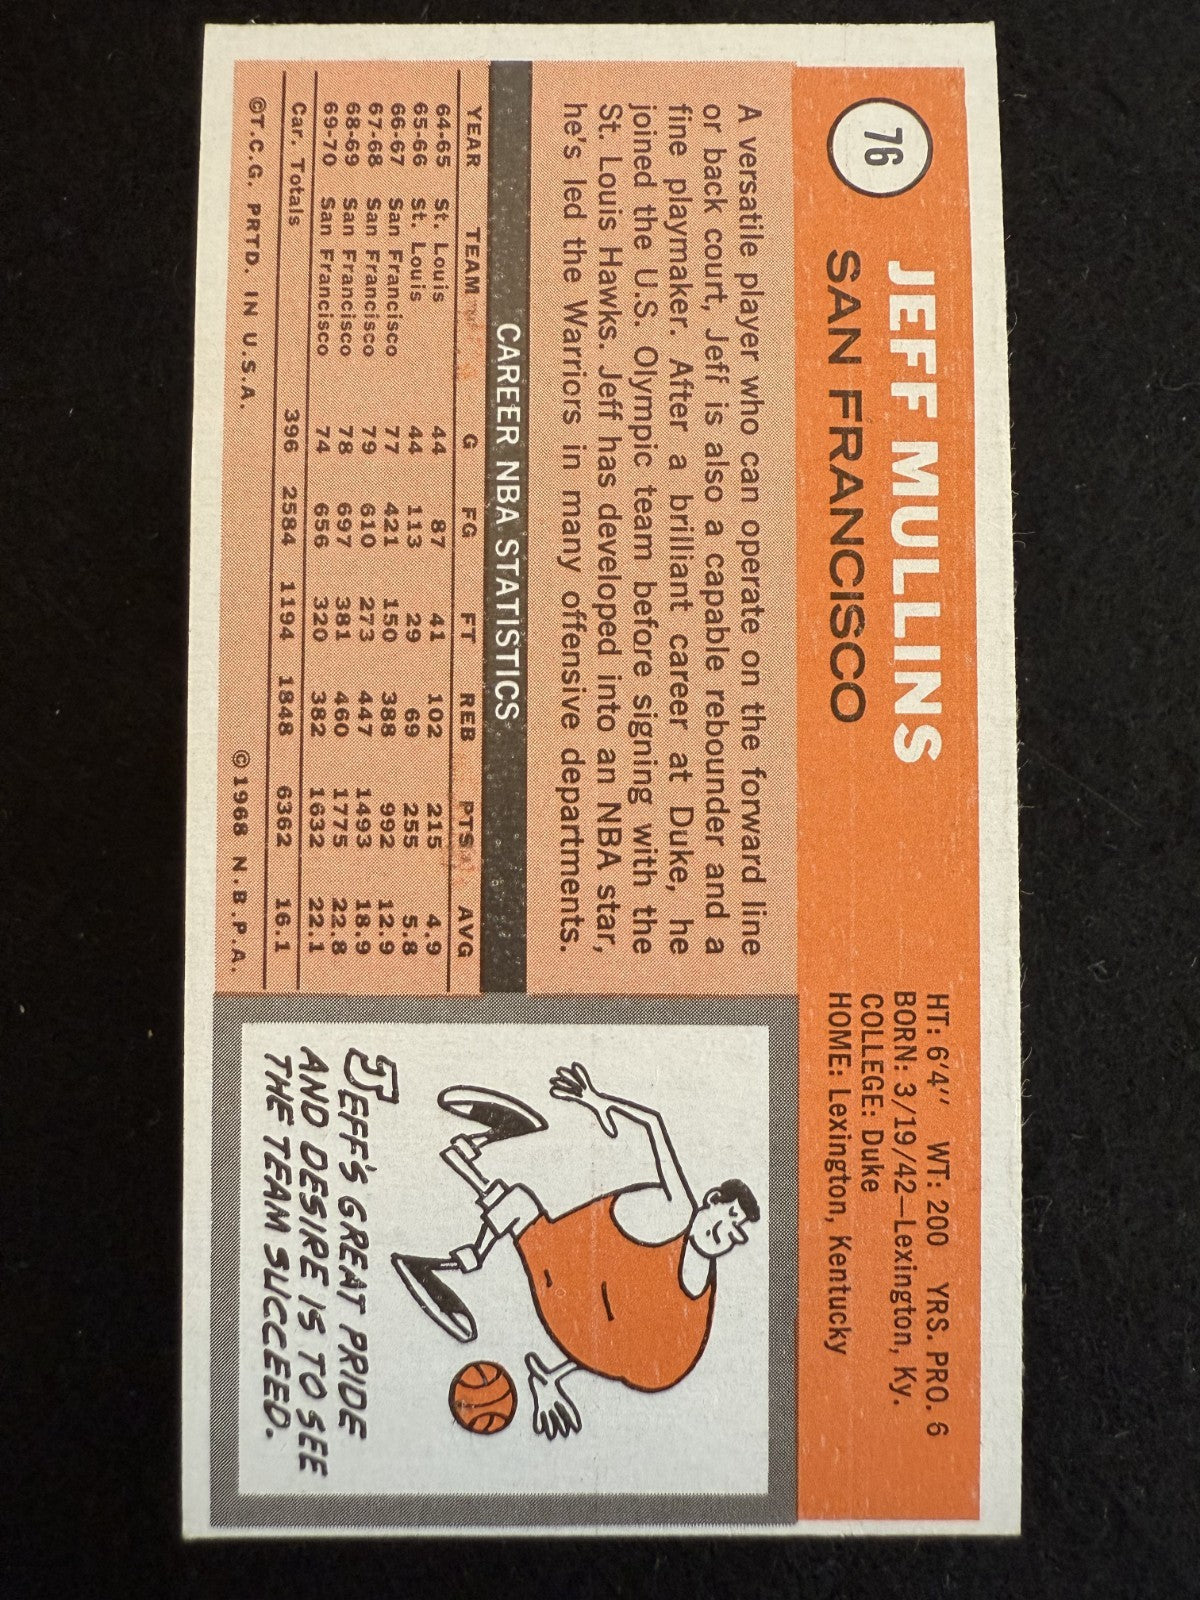 76
JEFF MULLINS
SAN FRANCISCO
HT: 6'4'' WT: 200 YRS. PRO. 6
BORN: 3/19/42—Lexington, Ky.
COLLEGE: Duke
HOME: Lexington, Kentucky
A versatile player who can operate on the forward line
or back court, Jeff is also a capable rebounder and a
fine playmaker. After a brilliant career at Duke, he
joined the U.S. Olympic team before signing with the
St. Louis Hawks. Jeff has developed into an NBA star,
he's led the Warriors in many offensive departments.
CAREER NBA STATISTICS
YEAR TEAM G FG FT REB PTS AVG
64-65 St. Louis 44 87 41 102 215 4.9
65-66 St. Louis 44 113 29 69 255 5.8
66-67 San Francisco 77 421 150 388 992 12.9
67-68 San Francisco 79 610 273 447 1493 18.9
68-69 San Francisco 78 697 381 460 1775 22.8
69-70 San Francisco 74 656 320 382 1632 22.1
Car. Totals 396 2584 1194 1848 6362 16.1
©T.C.G. PRTD. IN U.S.A. ©1968 N.B.P.A.
JEFF'S GREAT PRIDE
AND DESIRE IS TO SEE
THE TEAM SUCCEED.